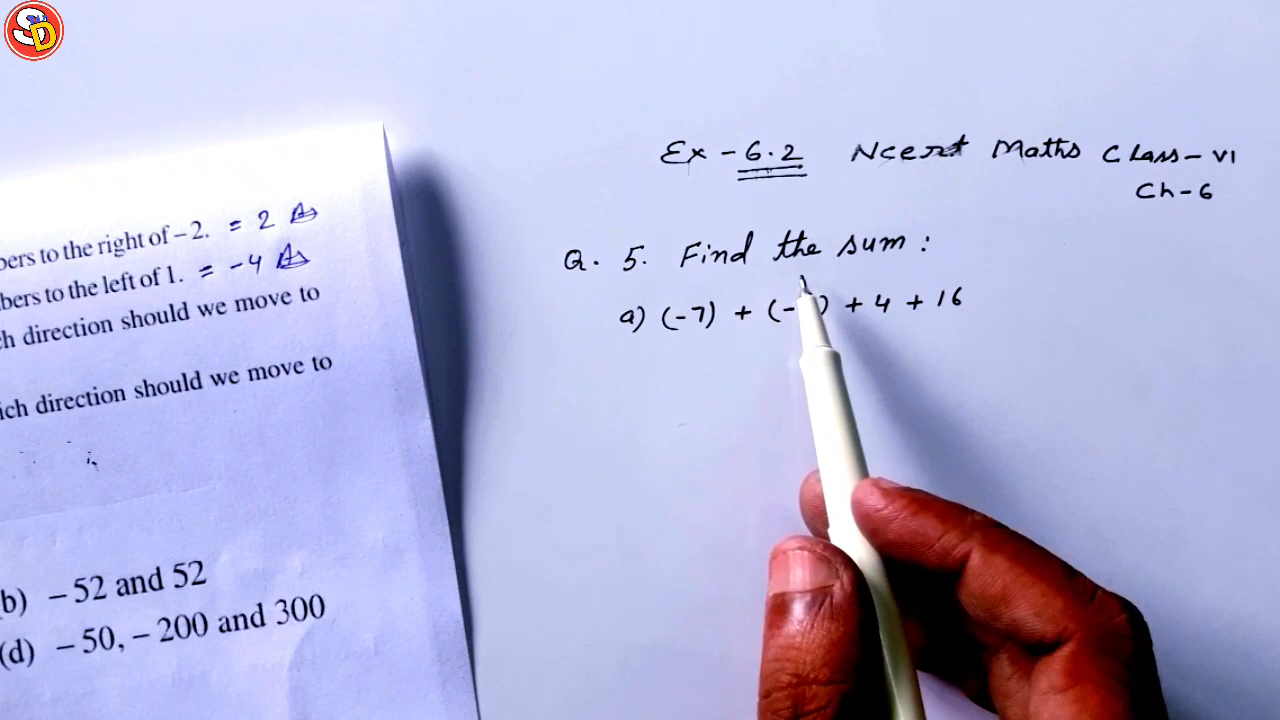 SD
Ex - 6.2 Ncert Maths Class - VI
Ch - 6
Q. 5. Find the sum :
a) (-7) + (- ) + 4 + 16
bers to the right of – 2. = 2 Ans
bers to the left of 1. = -4 Ans
h direction should we move to
ich direction should we move to
(b) – 52 and 52
(d) – 50, – 200 and 300